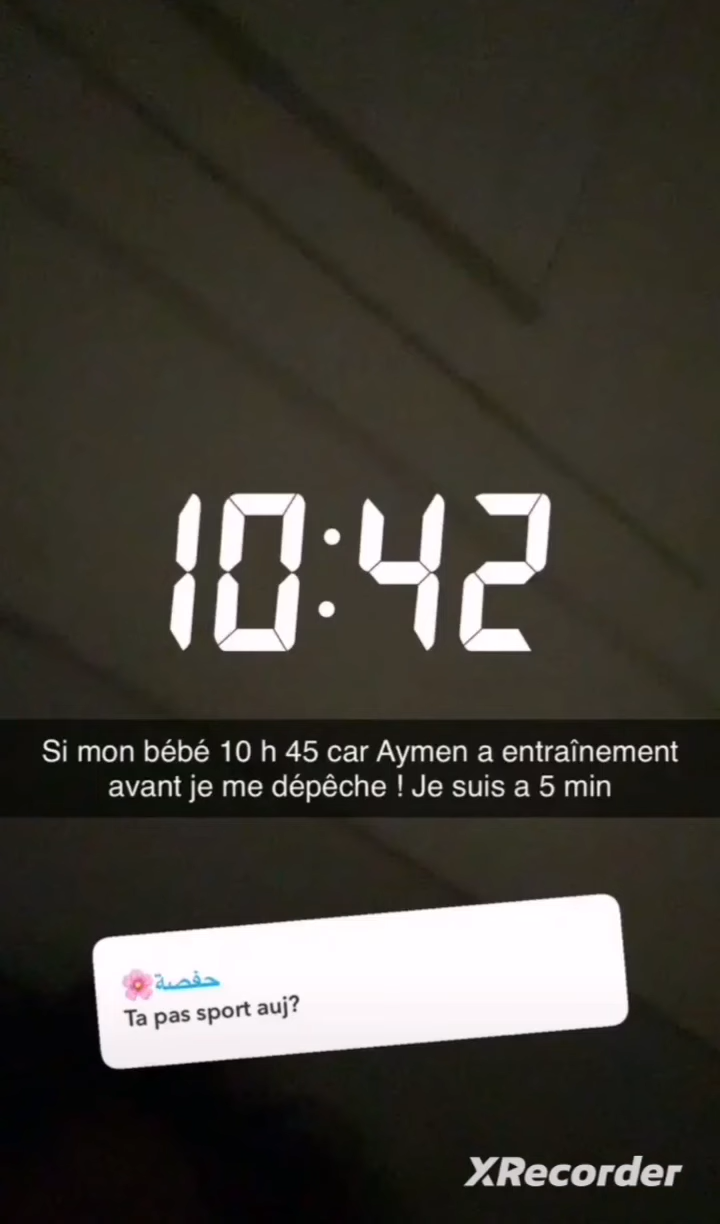 10:42
Si mon bébé 10 h 45 car Aymen a entraînement
avant je me dépêche ! Je suis a 5 min
🌸حفصة
Ta pas sport auj?
XRecorder